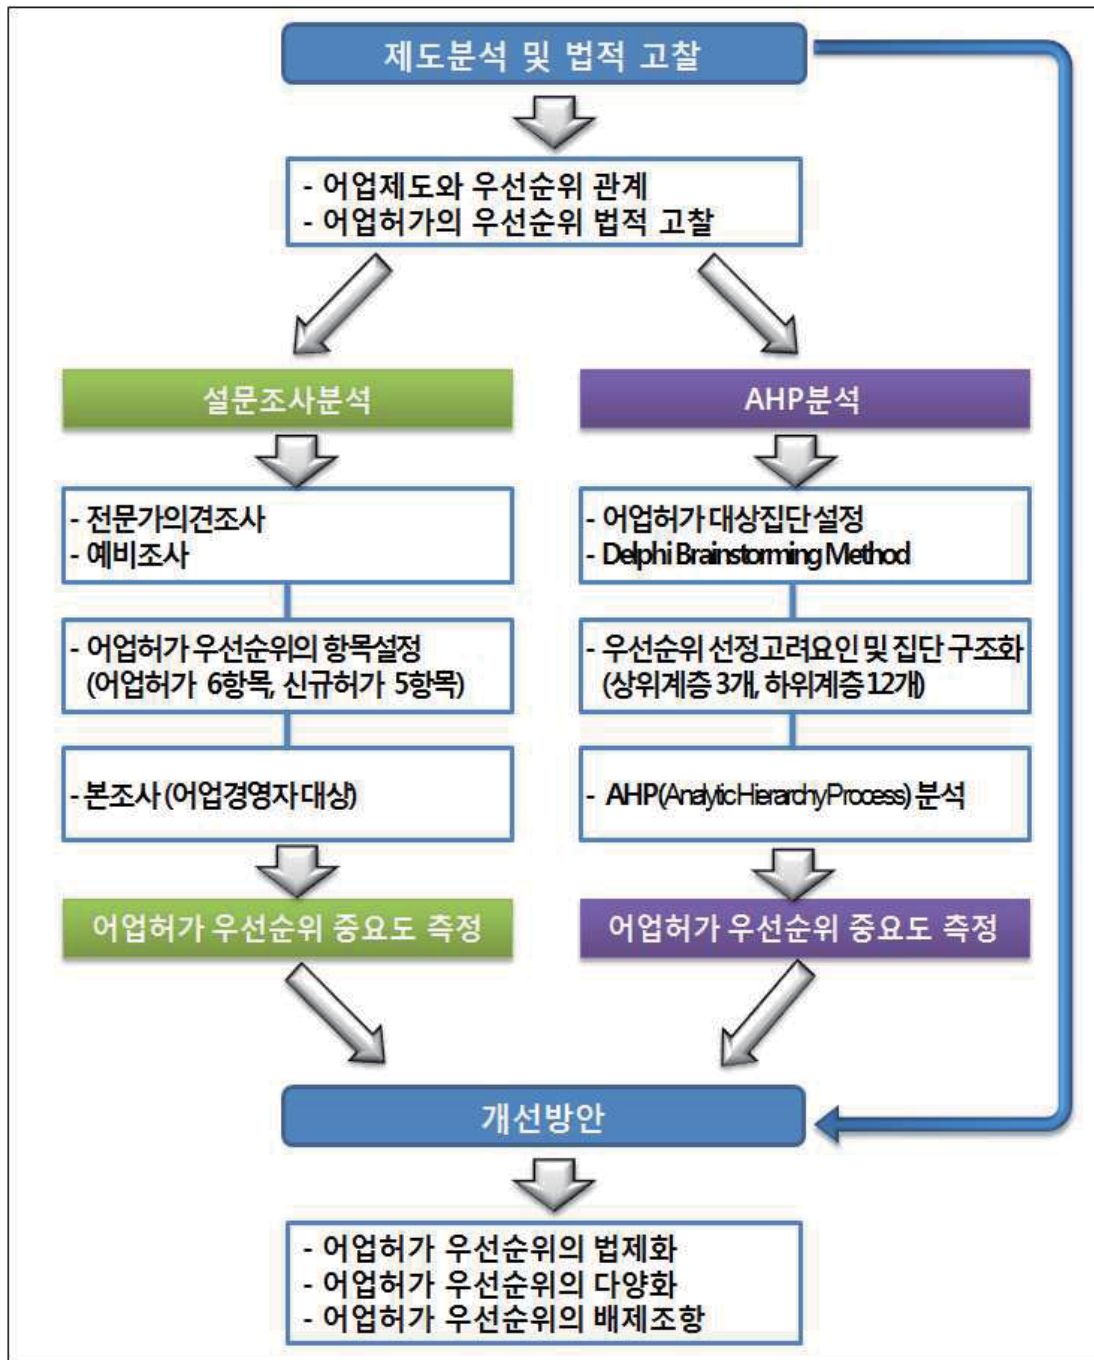 제도분석 및 법적 고찰
- 어업제도와 우선순위 관계
- 어업허가의 우선순위 법적 고찰
설문조사분석
- 전문가의견조사
- 예비조사
- 어업허가 우선순위의 항목설정
(어업허가 6항목, 신규허가 5항목)
- 본조사 (어업경영자 대상)
어업허가 우선순위 중요도 측정
AHP분석
- 어업허가 대상집단 설정
- Delphi Brainstorming Method
- 우선순위 선정고려요인 및 집단 구조화
(상위계층 3개, 하위계층 12개)
- AHP(Analytic Hierarchy Process) 분석
어업허가 우선순위 중요도 측정
개선방안
- 어업허가 우선순위의 법제화
- 어업허가 우선순위의 다양화
- 어업허가 우선순위의 배제조항